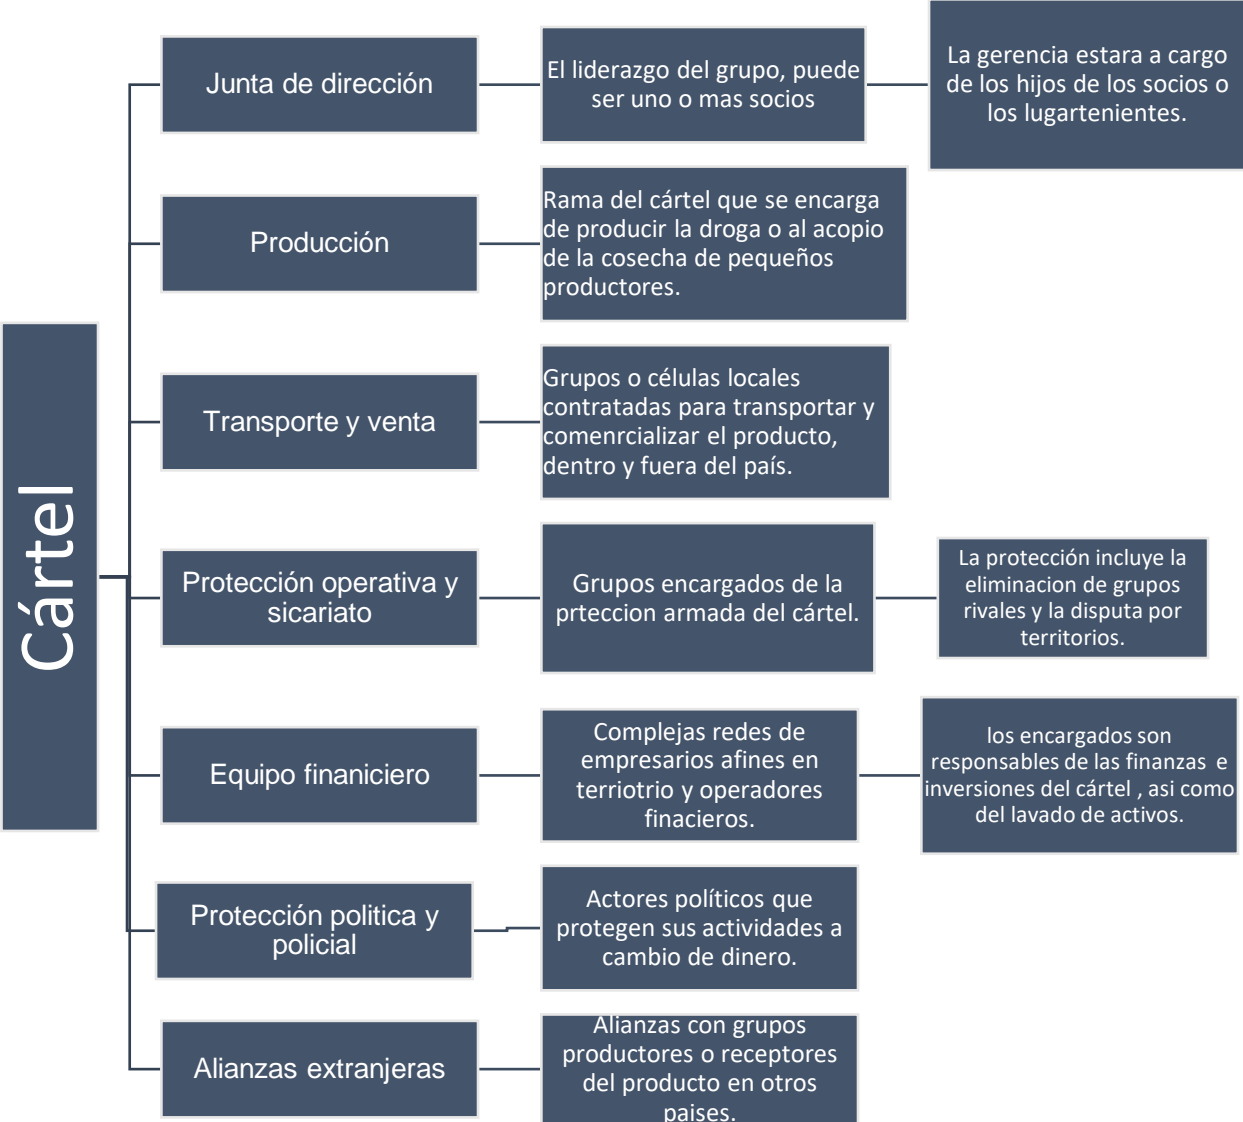 Cártel
Junta de dirección
El liderazgo del grupo, puede
ser uno o mas socios
La gerencia estara a cargo
de los hijos de los socios o
los lugartenientes.
Producción
Rama del cártel que se encarga
de producir la droga o al acopio
de la cosecha de pequeños
productores.
Transporte y venta
Grupos o células locales
contratadas para transportar y
comenrcializar el producto,
dentro y fuera del país.
Protección operativa y
sicariato
Grupos encargados de la
prteccion armada del cártel.
La protección incluye la
eliminacion de grupos
rivales y la disputa por
territorios.
Equipo finaniciero
Complejas redes de
empresarios afines en
terriotrio y operadores
finacieros.
los encargados son
responsables de las finanzas e
inversiones del cártel , asi como
del lavado de activos.
Protección politica y
policial
Actores políticos que
protegen sus actividades a
cambio de dinero.
Alianzas extranjeras
Alianzas con grupos
productores o receptores
del producto en otros
paises.